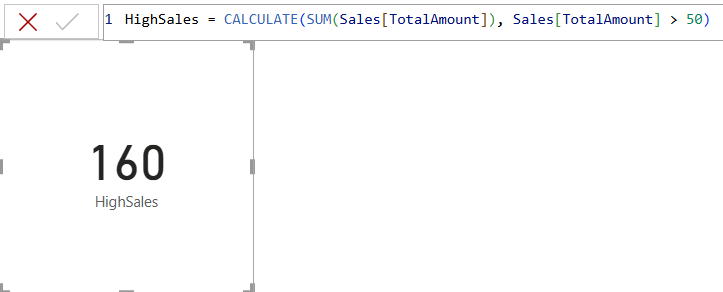 1 HighSales = CALCULATE(SUM(Sales[TotalAmount]), Sales[TotalAmount] > 50)
160
HighSales